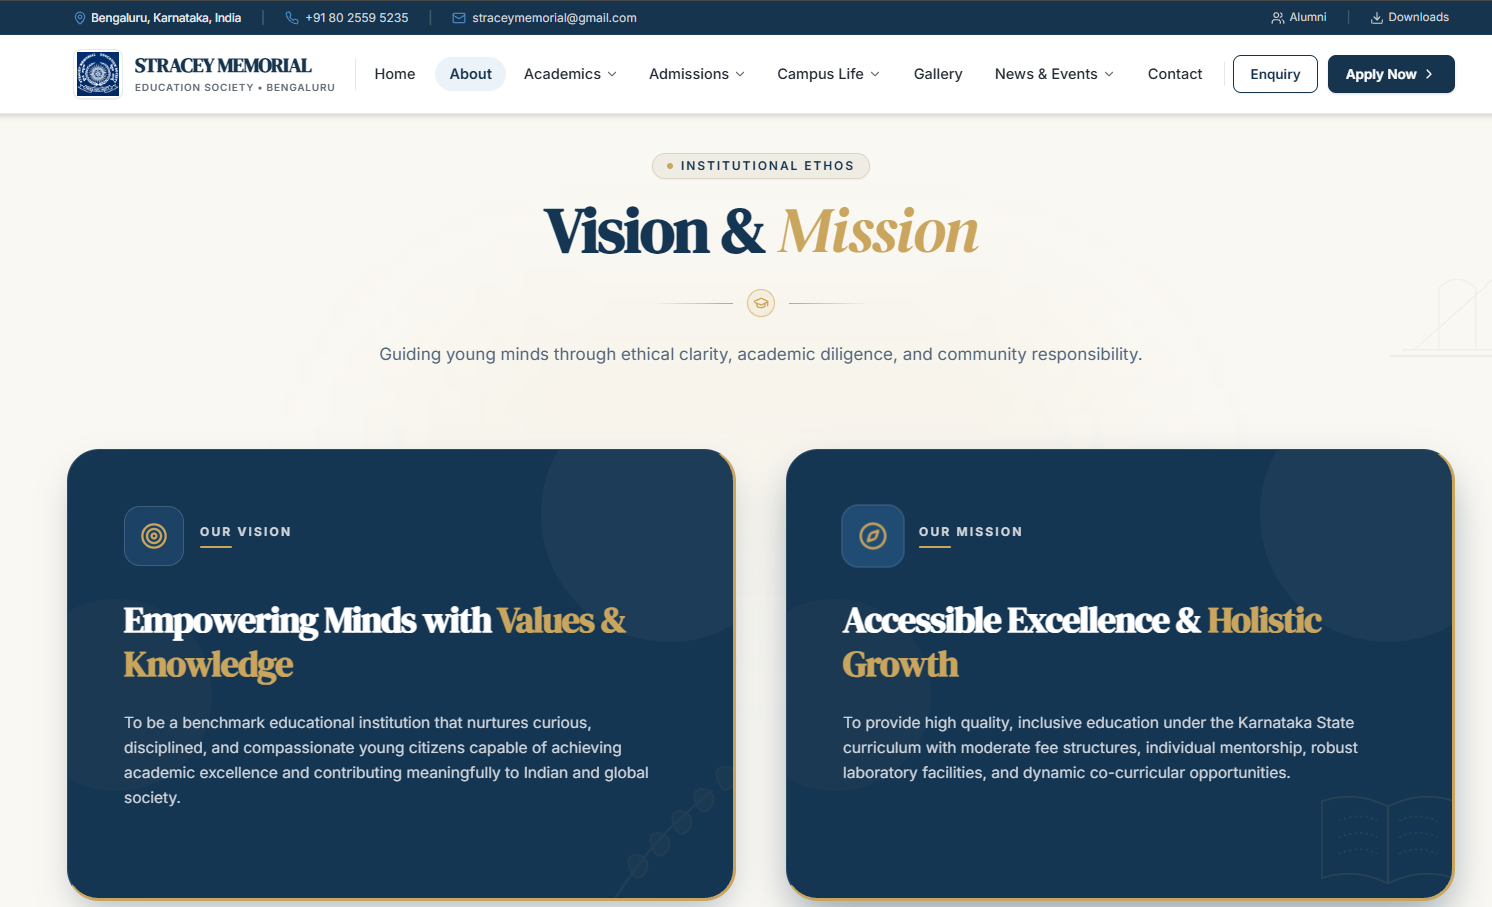 Bengaluru, Karnataka, India
+91 80 2559 5235
straceymemorial@gmail.com
Alumni
Downloads
STRACEY MEMORIAL
EDUCATION SOCIETY • BENGALURU
Home
About
Academics
Admissions
Campus Life
Gallery
News & Events
Contact
Enquiry
Apply Now
INSTITUTIONAL ETHOS
Vision & Mission
Guiding young minds through ethical clarity, academic diligence, and community responsibility.
OUR VISION
Empowering Minds with Values &
Knowledge
To be a benchmark educational institution that nurtures curious,
disciplined, and compassionate young citizens capable of achieving
academic excellence and contributing meaningfully to Indian and global
society.
OUR MISSION
Accessible Excellence & Holistic
Growth
To provide high quality, inclusive education under the Karnataka State
curriculum with moderate fee structures, individual mentorship, robust
laboratory facilities, and dynamic co-curricular opportunities.